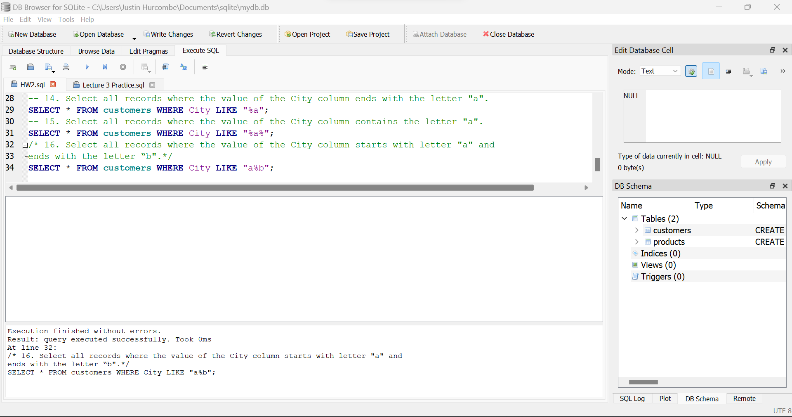 DB Browser for SQLite - C:\Users\Justin Hurcombe\Documents\sqlite\mydb.db
File Edit View Tools Help
New Database Open Database Write Changes Revert Changes Open Project Save Project Attach Database Close Database
Database Structure Browse Data Edit Pragmas Execute SQL
HW2.sql Lecture 3 Practice.sql
28 -- 14. Select all records where the value of the City column ends with the letter "a".
29 SELECT * FROM customers WHERE City LIKE "%a";
30 -- 15. Select all records where the value of the City column contains the letter "a".
31 SELECT * FROM customers WHERE City LIKE "%a%";
32 /* 16. Select all records where the value of the City column starts with letter "a" and
33 ends with the letter "b".*/
34 SELECT * FROM customers WHERE City LIKE "a%b";
Execution finished without errors.
Result: query executed successfully. Took 0ms
At line 32:
/* 16. Select all records where the value of the City column starts with letter "a" and
ends with the letter "b".*/
SELECT * FROM customers WHERE City LIKE "a%b";
Edit Database Cell
Mode: Text
NULL
Type of data currently in cell: NULL
0 byte(s)
Apply
DB Schema
Name Type Schema
Tables (2)
customers CREATE
products CREATE
Indices (0)
Views (0)
Triggers (0)
SQL Log Plot DB Schema Remote
UTF-8